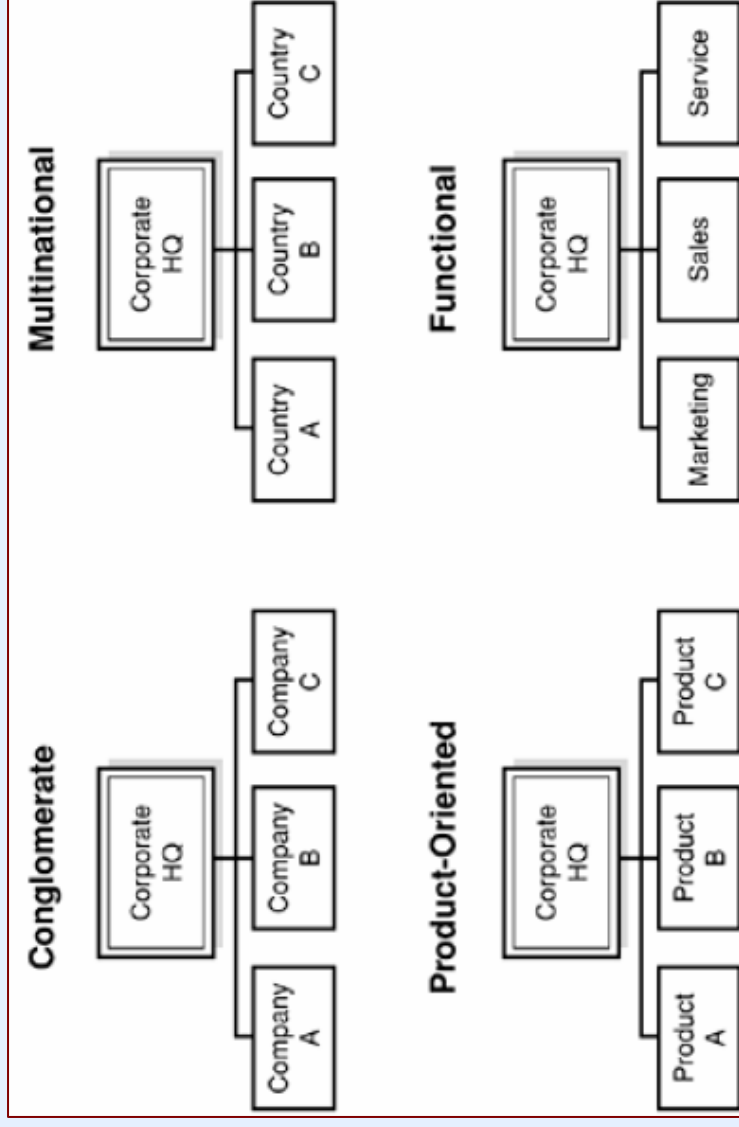 Conglomerate
Corporate
HQ
Company
A
Company
B
Company
C
Multinational
Corporate
HQ
Country
A
Country
B
Country
C
Product-Oriented
Corporate
HQ
Product
A
Product
B
Product
C
Functional
Corporate
HQ
Marketing
Sales
Service